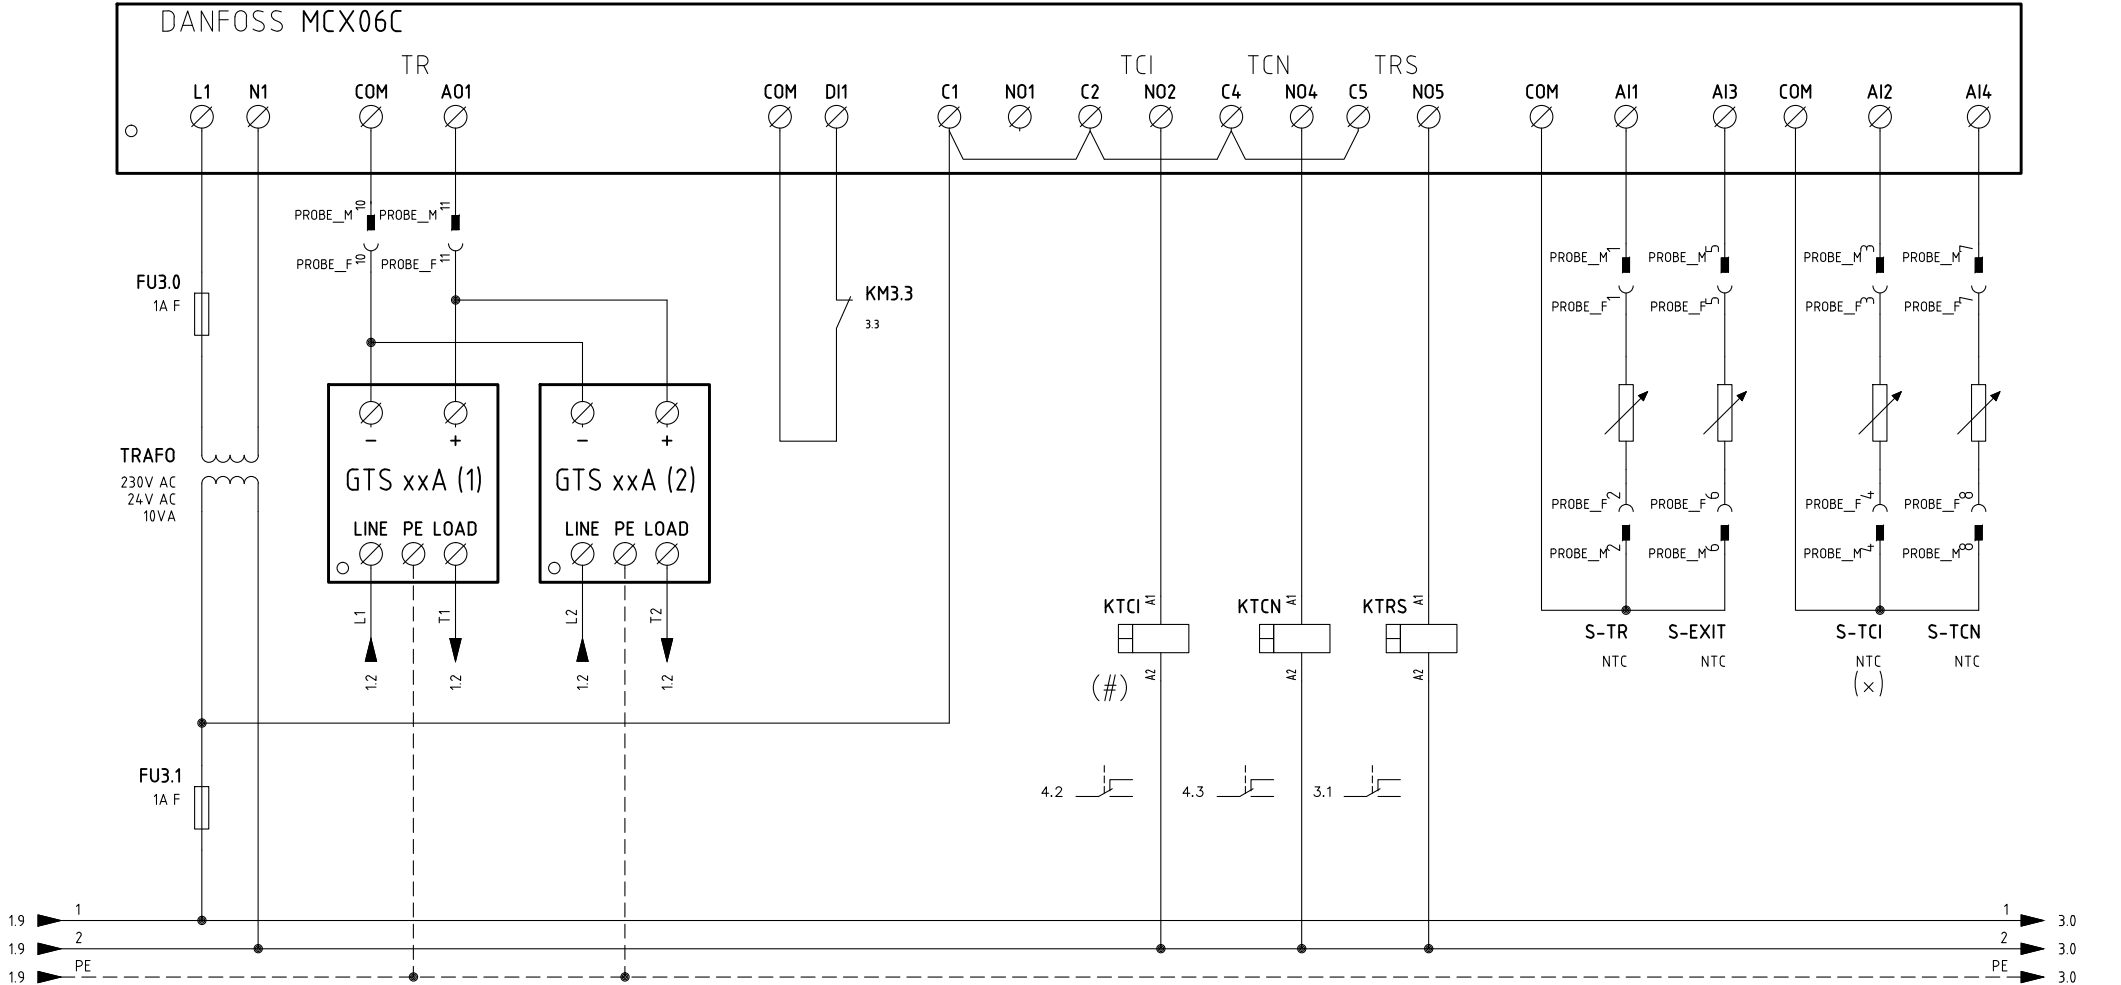 DANFOSS MCX06C
TR TCI TCN TRS
L1 N1 COM AO1 COM DI1 C1 NO1 C2 NO2 C4 NO4 C5 NO5 COM AI1 AI3 COM AI2 AI4
PROBE_M 10 PROBE_M 11
PROBE_F 10 PROBE_F 11
PROBE_M 1 PROBE_M 5 PROBE_M 3 PROBE_M 7
PROBE_F 1 PROBE_F 5 PROBE_F 3 PROBE_F 7
FU3.0
1A F
KM3.3
3.3
- + - +
TRAFO
230V AC
24V AC
10VA
GTS xxA (1) GTS xxA (2)
LINE PE LOAD LINE PE LOAD
PROBE_F 2 PROBE_F 6 PROBE_F 4 PROBE_F 8
PROBE_M 2 PROBE_M 6 PROBE_M 4 PROBE_M 8
L1 T1 L2 T2
1.2 1.2 1.2 1.2
KTCI A1 KTCN A1 KTRS A1
A2 A2 A2
(#)
S-TR S-EXIT S-TCI S-TCN
NTC NTC NTC NTC
(x)
FU3.1
1A F
4.2 4.3 3.1
1.9 1 1 3.0
1.9 2 2 3.0
1.9 PE PE 3.0